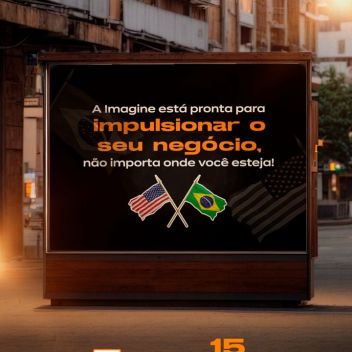 A Imagine está pronta para
impulsionar o
seu negócio,
não importa onde você esteja!
15